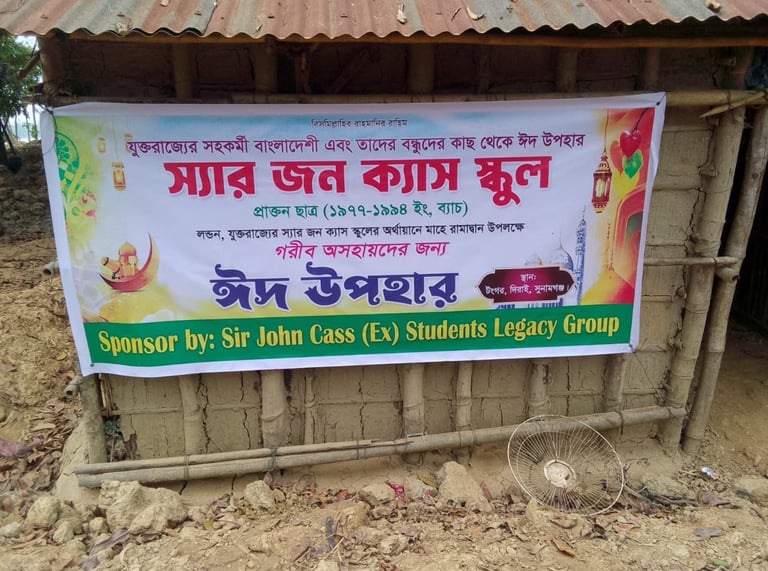 বিসমিল্লাহির রাহমানির রাহিম
যুক্তরাজ্যের সহকর্মী বাংলাদেশী এবং তাদের বন্ধুদের কাছ থেকে ঈদ উপহার
স্যার জন ক্যাস স্কুল
প্রাক্তন ছাত্র (১৯৭৭-১৯৯৪ ইং, ব্যাচ)
লন্ডন, যুক্তরাজ্যের স্যার জন ক্যাস স্কুলের অর্থায়ানে মাহে রামাদ্বান উপলক্ষে
গরীব অসহায়দের জন্য
ঈদ উপহার
স্থান:
টংগর, দিরাই, সুনামগঞ্জ।
Sponsor by: Sir John Cass (Ex) Students Legacy Group